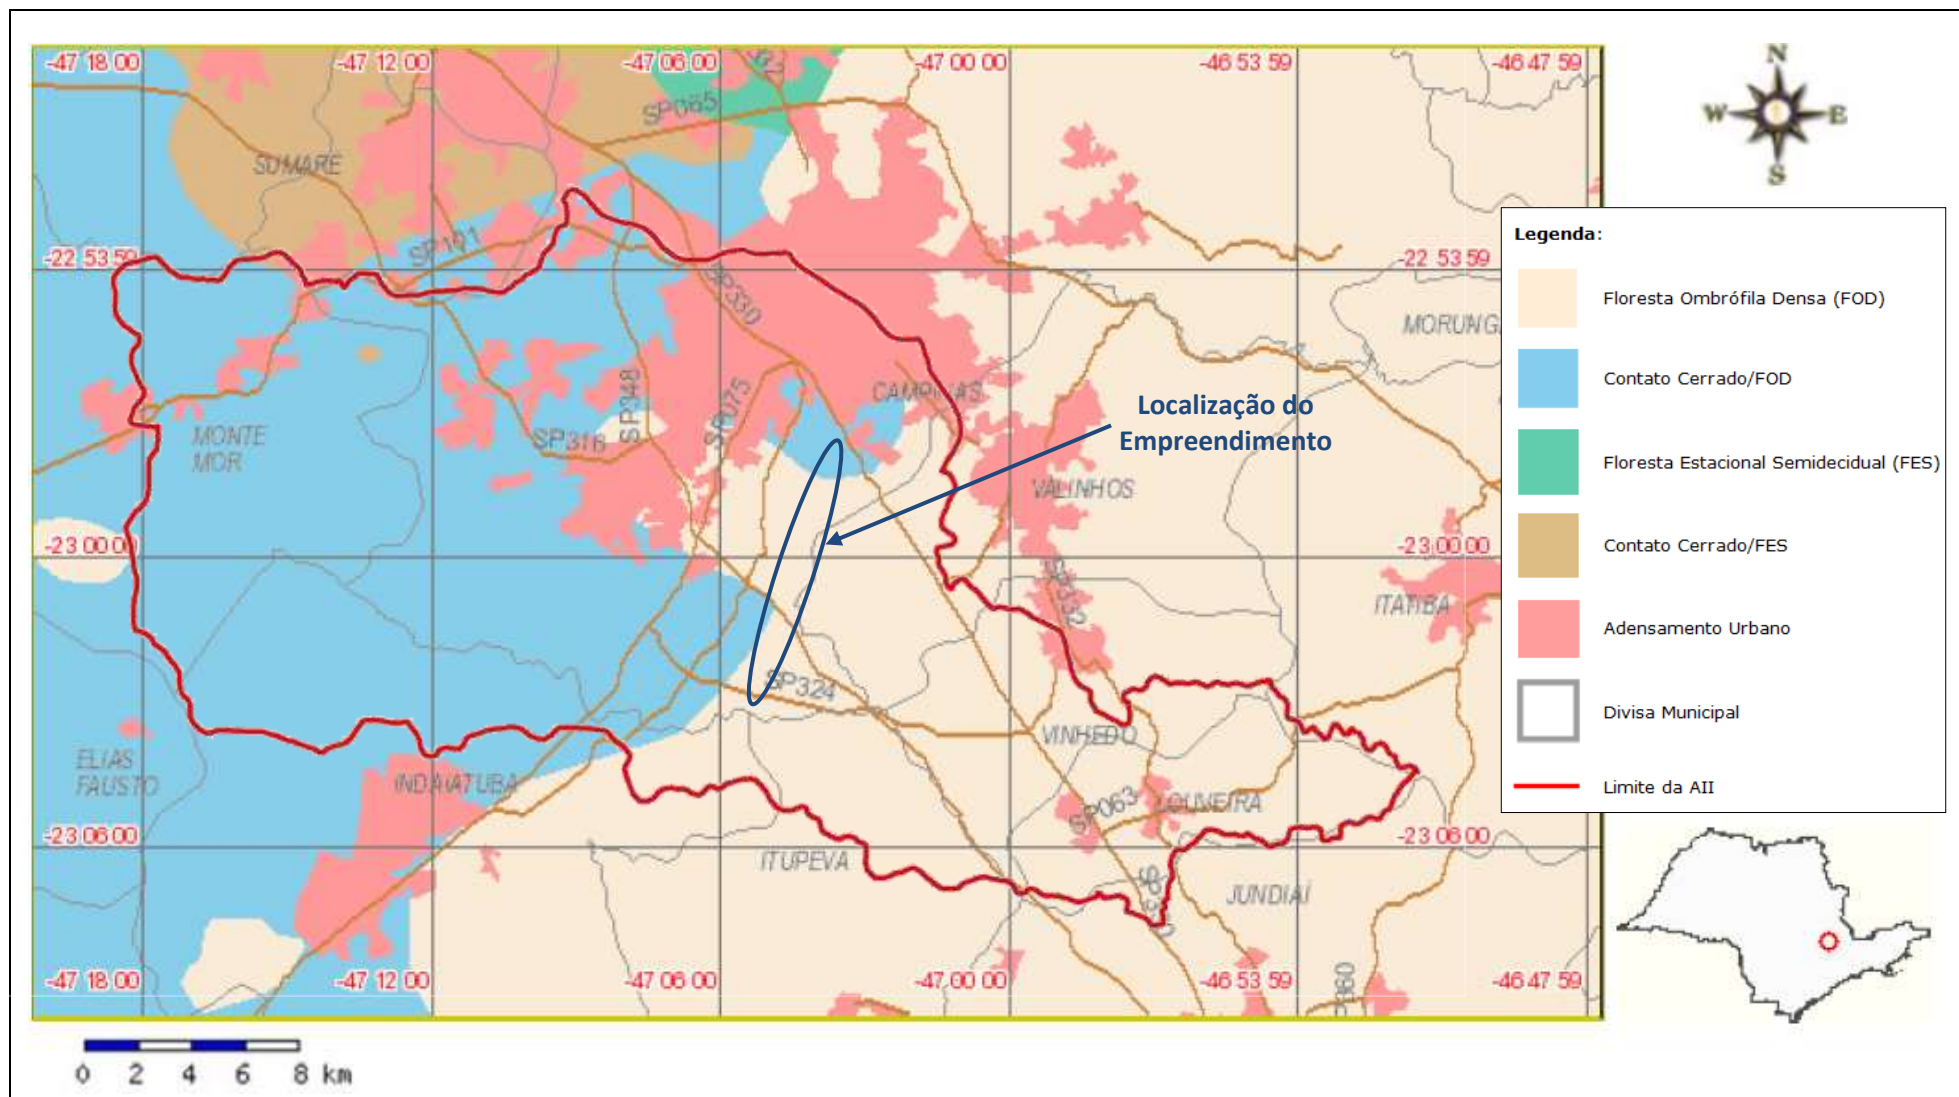 -47 18 00
-47 12 00
-47 06 00
-47 00 00
-46 53 59
-46 47 59
N
W
E
S
SP065
SUMARE
SP101
-22 53 59
-22 53 59
SP330
MORUNG
CAMPINAS
SP348
SP075
Localização do
Empreendimento
MONTE
MOR
SP316
VALINHOS
-23 00 00
-23 00 00
SP332
ITATIBA
SP324
VINHEDO
ELIAS
FAUSTO
INDAIATUBA
SP063
LOUVEIRA
-23 06 00
-23 06 00
ITUPEVA
JUNDIAÍ
-47 18 00
-47 12 00
-47 06 00
-47 00 00
-46 53 59
-46 47 59
Legenda:
Floresta Ombrófila Densa (FOD)
Contato Cerrado/FOD
Floresta Estacional Semidecidual (FES)
Contato Cerrado/FES
Adensamento Urbano
Divisa Municipal
Limite da AII
0 2 4 6 8 km